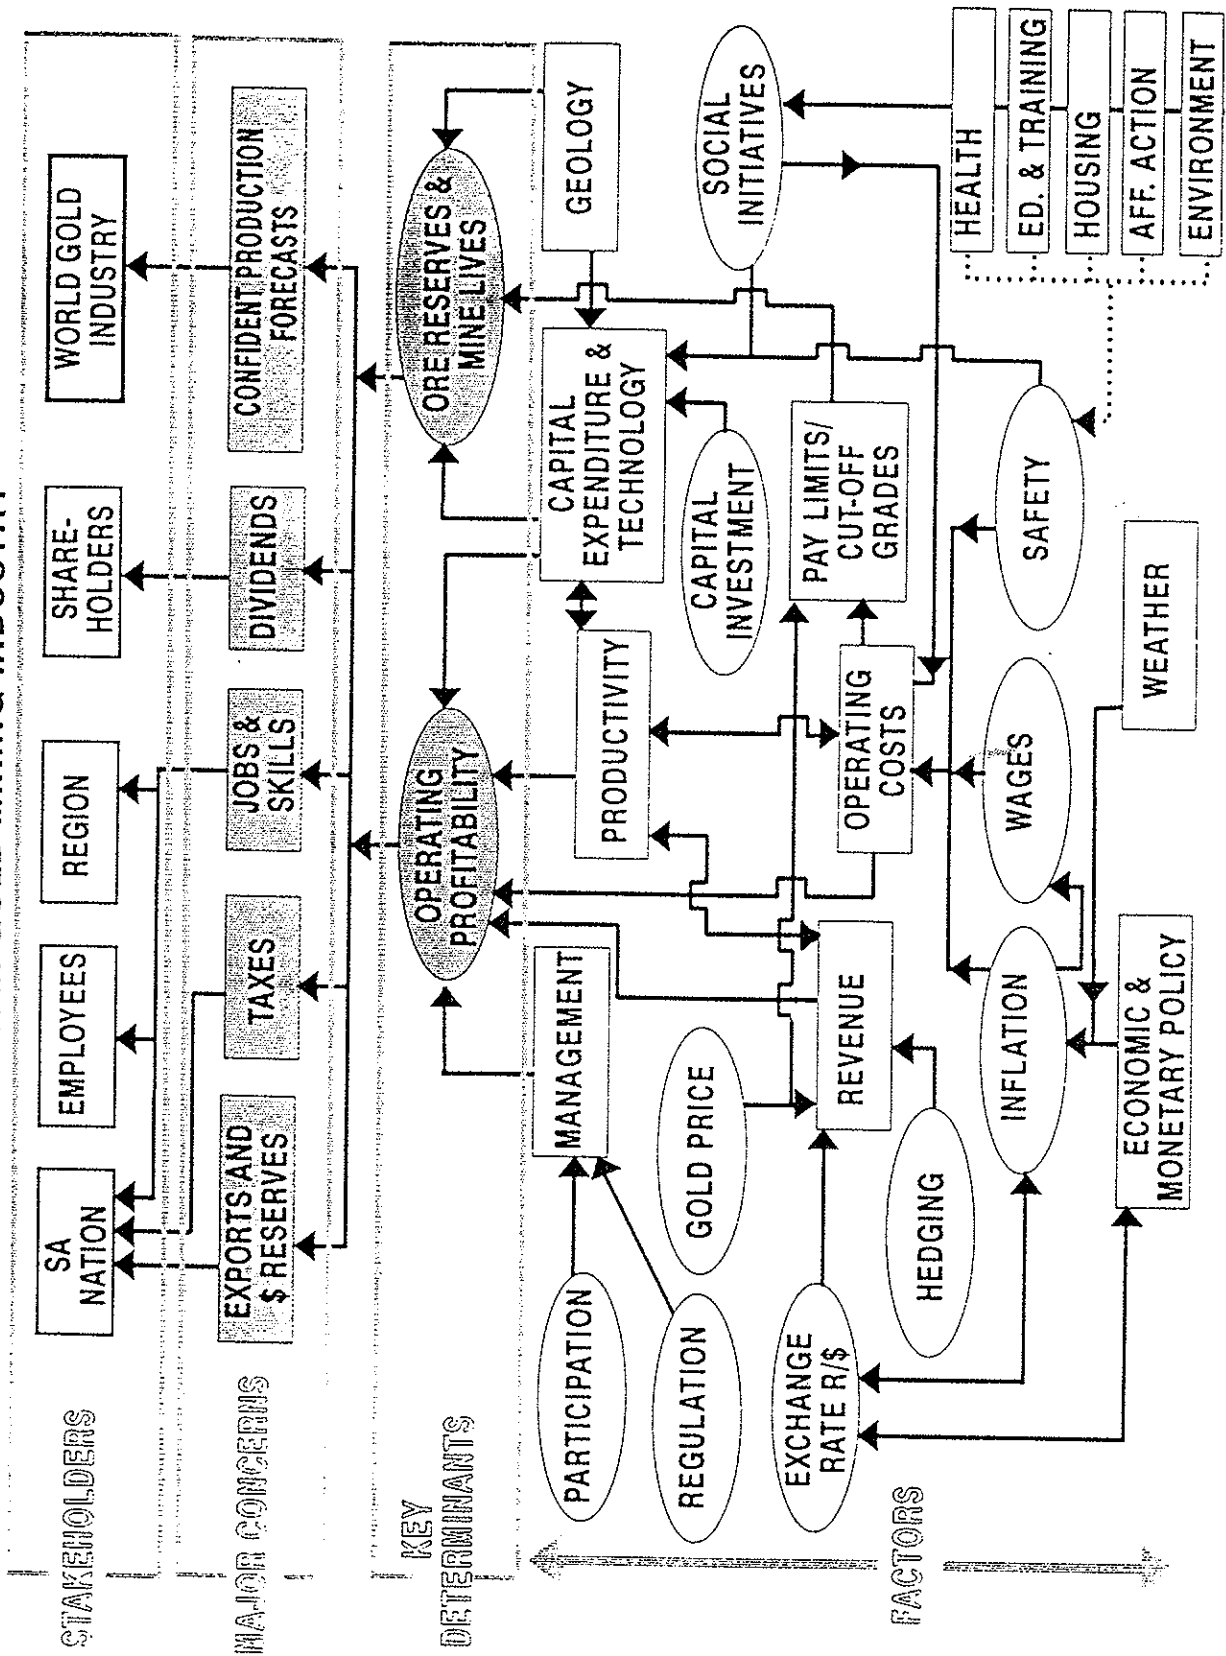 STAKEHOLDERS
SA
NATION
EMPLOYEES
REGION
SHARE-
HOLDERS
WORLD GOLD
INDUSTRY
MAJOR CONCERNS
EXPORTS AND
$ RESERVES
TAXES
JOBS &
SKILLS
DIVIDENDS
CONFIDENT PRODUCTION
FORECASTS
KEY
DETERMINANTS
OPERATING
PROFITABILITY
ORE RESERVES &
MINE LIVES
FACTORS
PARTICIPATION
MANAGEMENT
PRODUCTIVITY
CAPITAL
EXPENDITURE &
TECHNOLOGY
GEOLOGY
REGULATION
GOLD PRICE
CAPITAL
INVESTMENT
SOCIAL
INITIATIVES
EXCHANGE
RATE R/$
REVENUE
OPERATING
COSTS
PAY LIMITS/
CUT-OFF
GRADES
HEDGING
INFLATION
WAGES
SAFETY
HEALTH
ED. & TRAINING
HOUSING
AFF. ACTION
ENVIRONMENT
ECONOMIC &
MONETARY POLICY
WEATHER